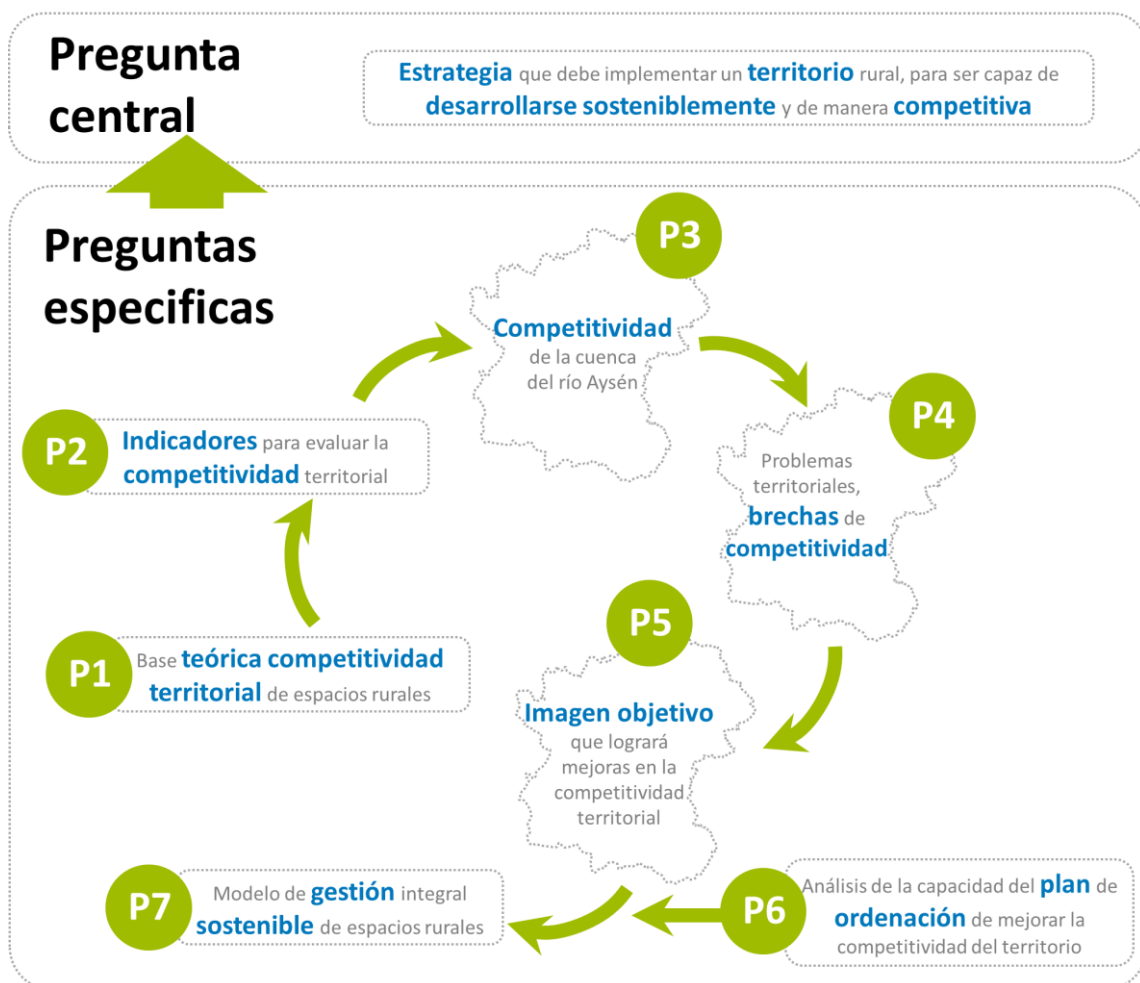 Pregunta
central
Estrategia que debe implementar un territorio rural, para ser capaz de
desarrollarse sosteniblemente y de manera competitiva
Preguntas
especificas
P3
Competitividad
de la cuenca
del río Aysén
P4
Problemas
territoriales,
brechas de
competitividad
P2
Indicadores para evaluar la
competitividad territorial
P1
Base teórica competitividad
territorial de espacios rurales
P5
Imagen objetivo
que logrará
mejoras en la
competitividad
territorial
P7
Modelo de gestión integral
sostenible de espacios rurales
P6
Análisis de la capacidad del plan de
ordenación de mejorar la
competitividad del territorio